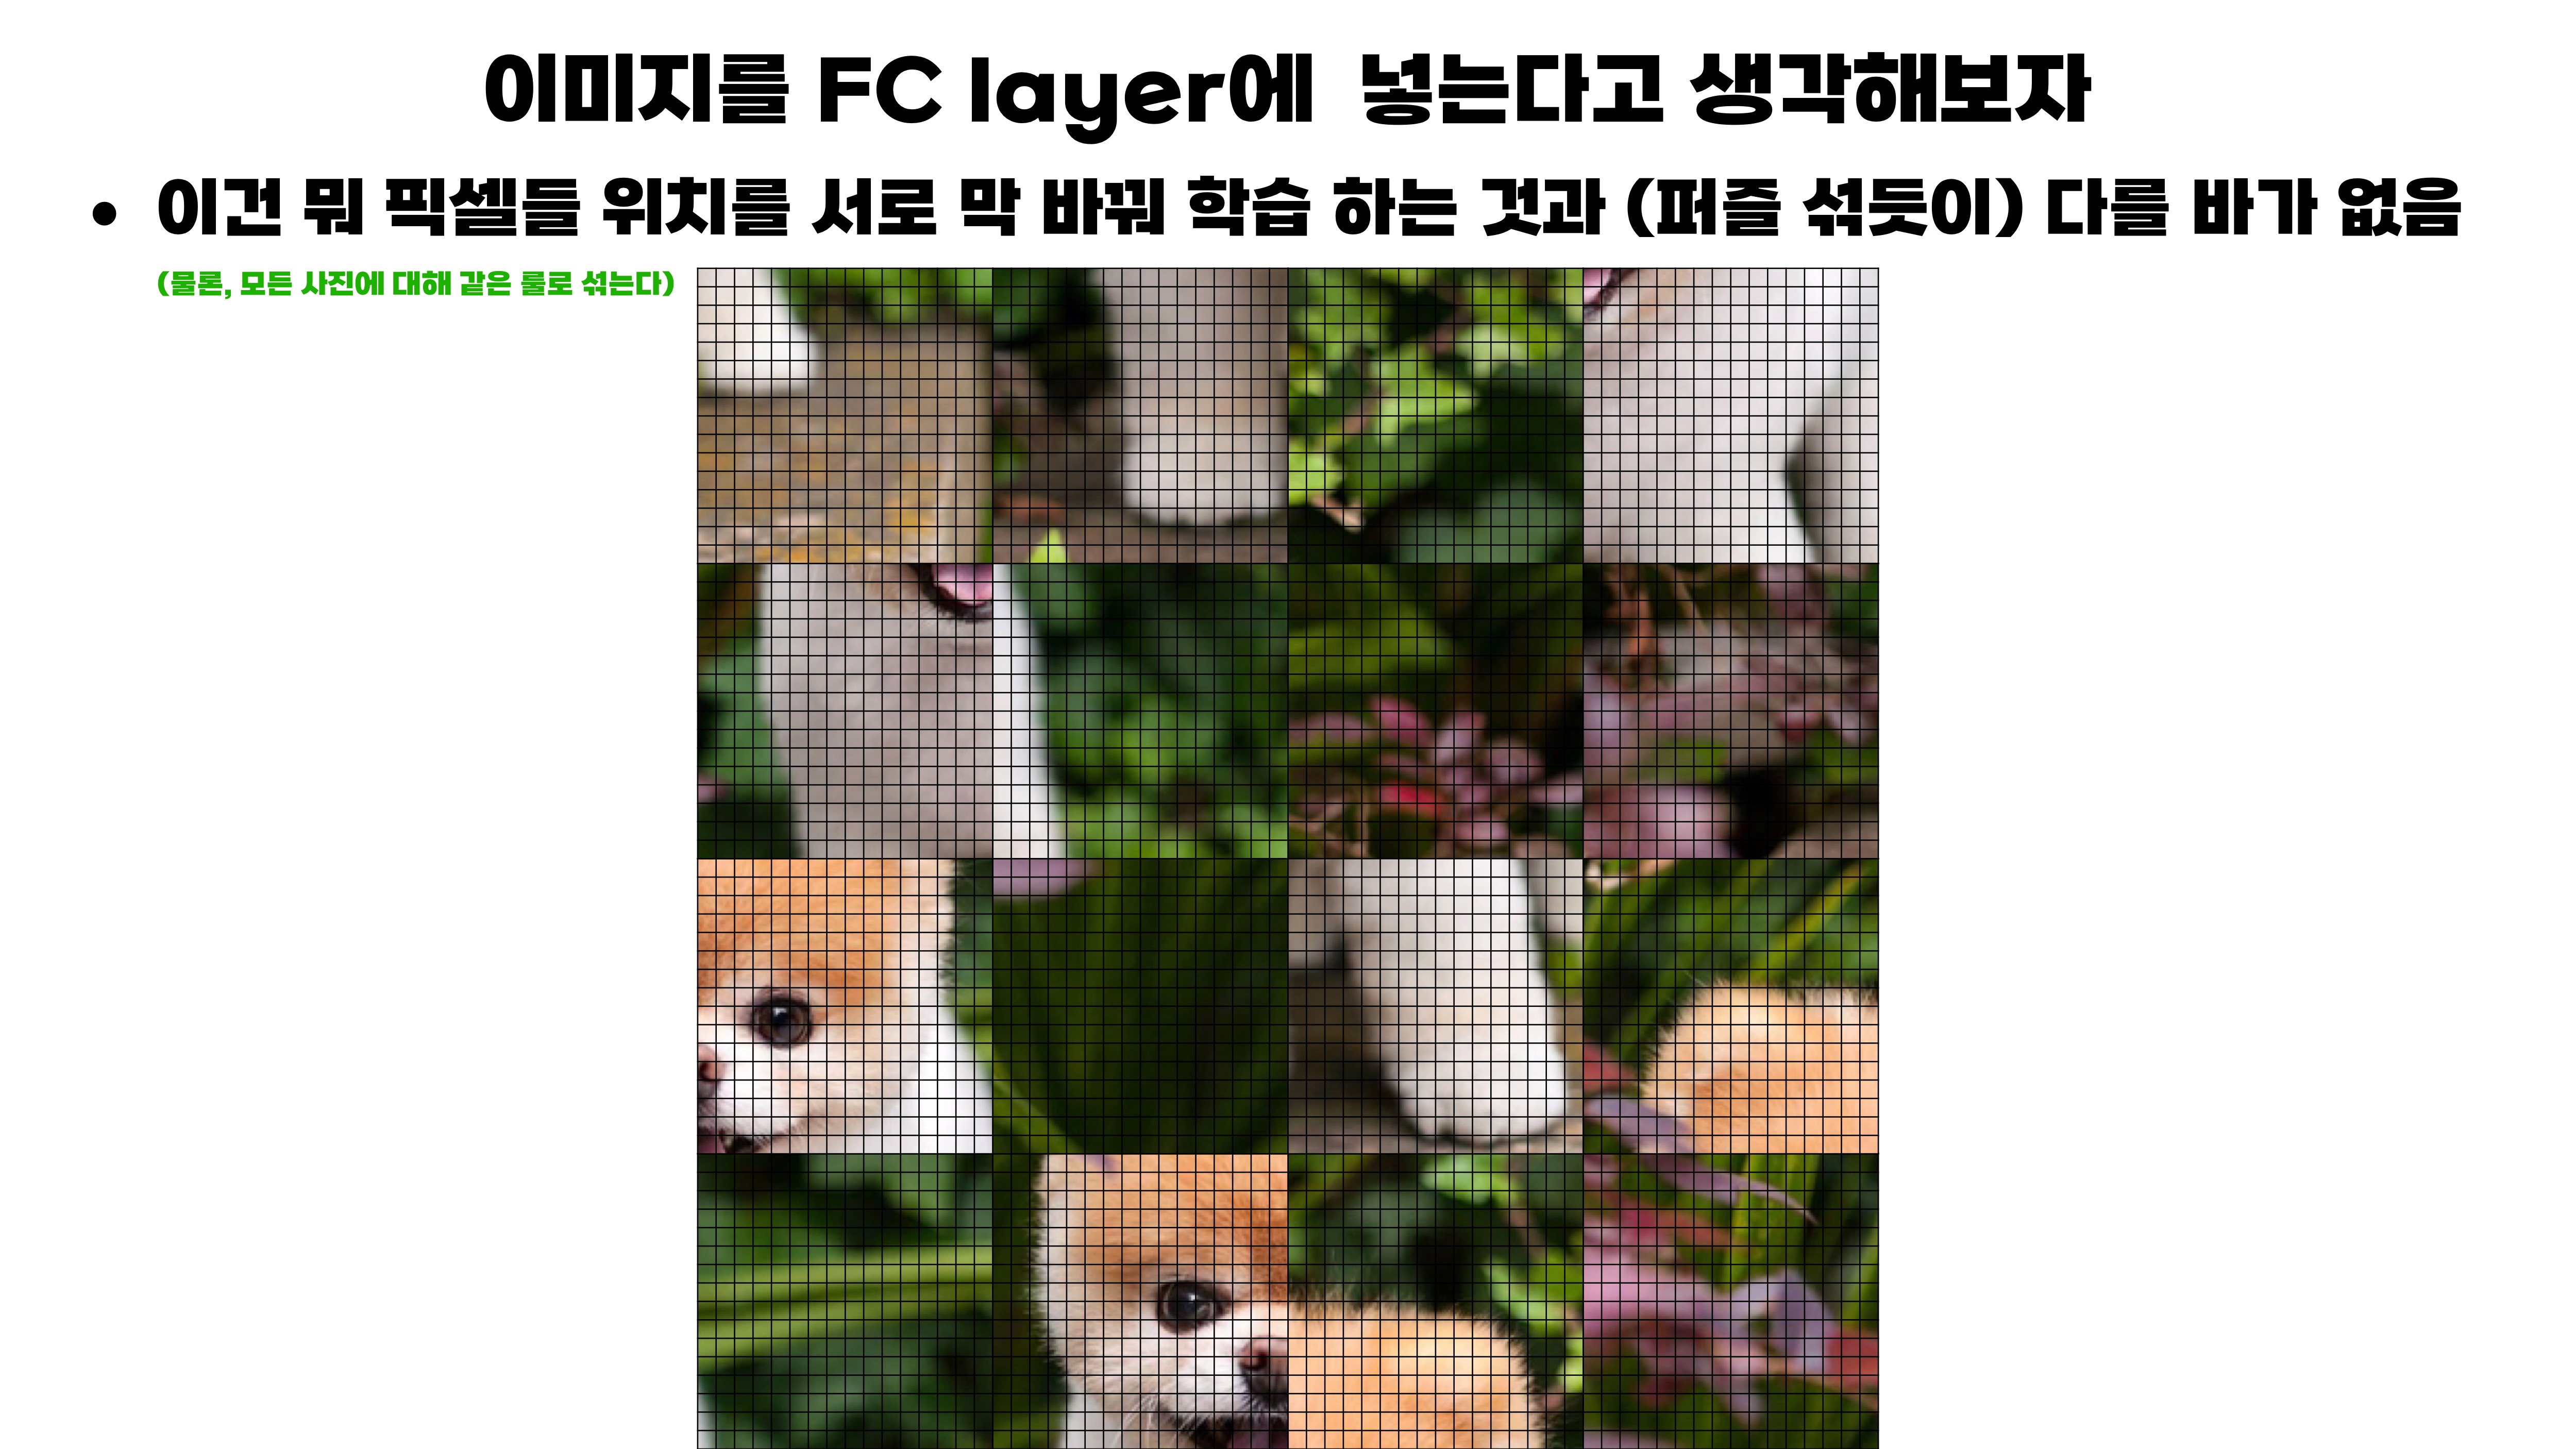 이미지를 FC layer에 넣는다고 생각해보자
• 이건 뭐 픽셀들 위치를 서로 막 바꿔 학습 하는 것과 (퍼즐 섞듯이) 다를 바가 없음
(물론, 모든 사진에 대해 같은 룰로 섞는다)